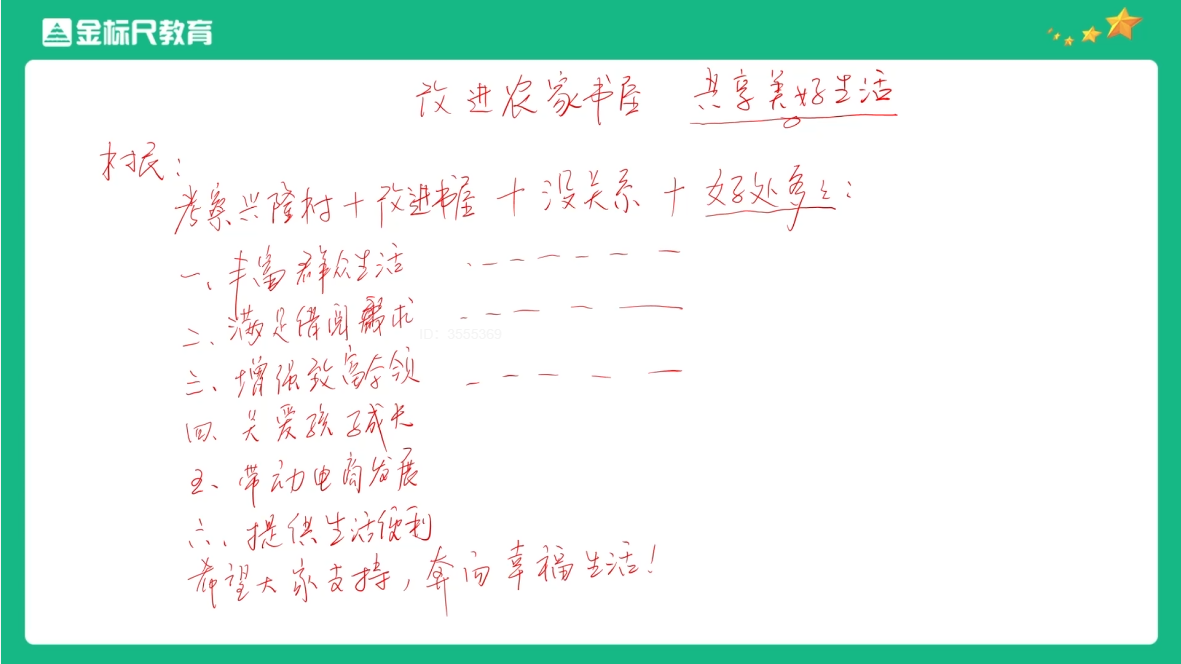 金标尺教育
改进农家书屋 共享美好生活
村民：
考察兴隆村＋改进书屋＋没关系＋好处多多：
一、丰富群众生活
二、满足借阅需求
ID: 3555369
三、增强致富本领
四、关爱孩子成长
五、带动电商发展
六、提供生活便利
希望大家支持，奔向幸福生活！